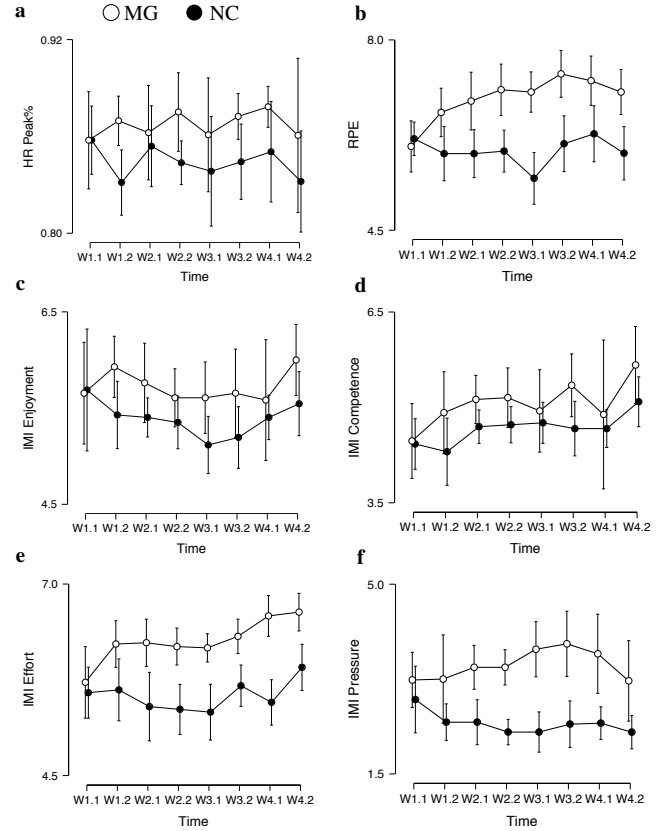 a ○ MG ● NC
0.92
HR Peak%
0.80
W1.1 W1.2 W2.1 W2.2 W3.1 W3.2 W4.1 W4.2
Time
b
8.0
RPE
4.5
W1.1 W1.2 W2.1 W2.2 W3.1 W3.2 W4.1 W4.2
Time
c
6.5
IMI Enjoyment
4.5
W1.1 W1.2 W2.1 W2.2 W3.1 W3.2 W4.1 W4.2
Time
d
6.5
IMI Competence
3.5
W1.1 W1.2 W2.1 W2.2 W3.1 W3.2 W4.1 W4.2
Time
e
7.0
IMI Effort
4.5
W1.1 W1.2 W2.1 W2.2 W3.1 W3.2 W4.1 W4.2
Time
f
5.0
IMI Pressure
1.5
W1.1 W1.2 W2.1 W2.2 W3.1 W3.2 W4.1 W4.2
Time